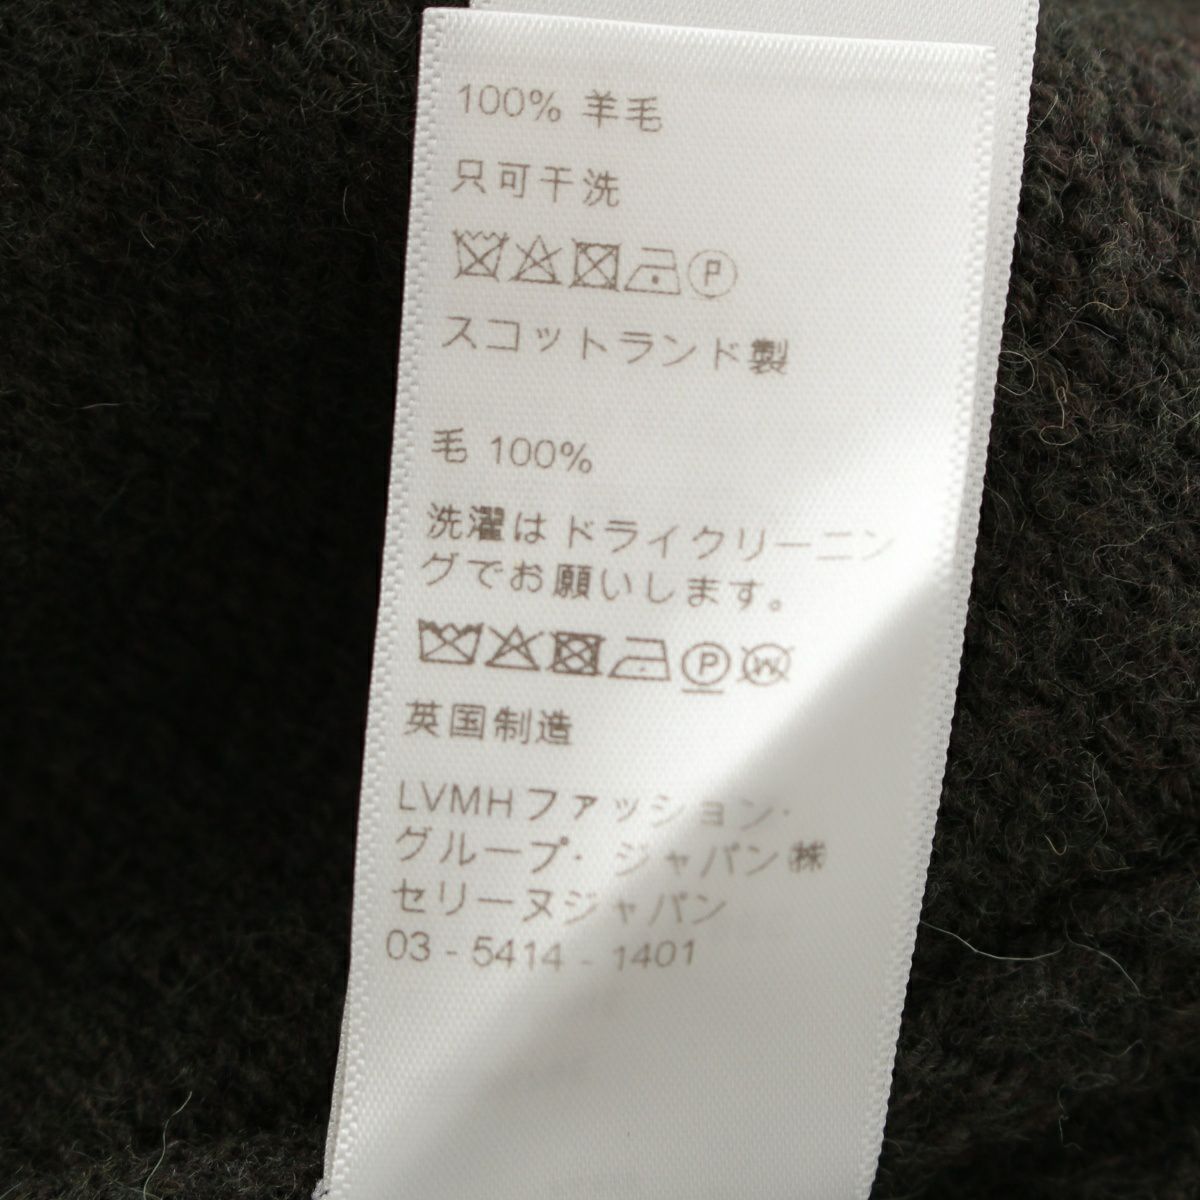 100% 羊毛
只可干洗
P
スコットランド製
毛 100%
洗濯はドライクリーニン
グでお願いします。
P W
英国制造
LVMHファッション・
グループ・ジャパン㈱
セリーヌジャパン
03 - 5414 - 1401